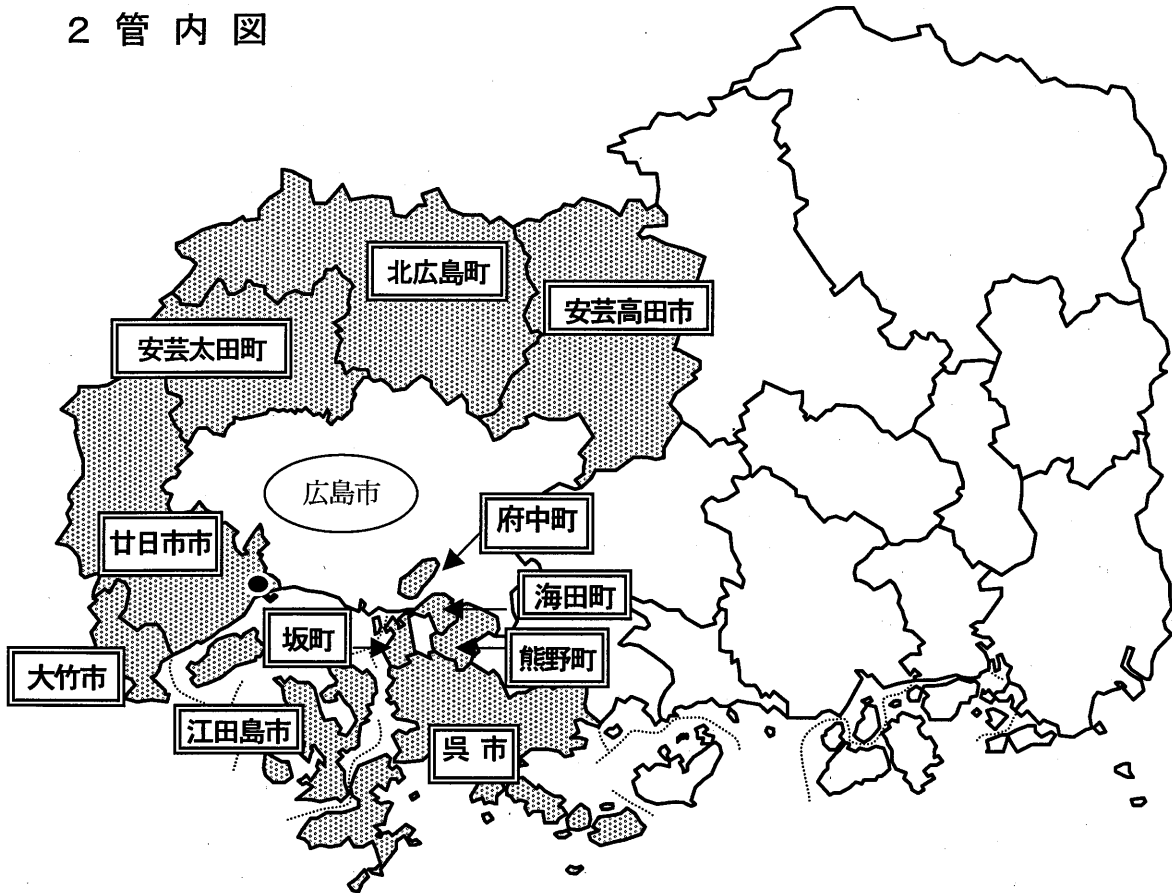 2 管内図
北広島町
安芸高田市
安芸太田町
広島市
府中町
廿日市市
海田町
坂町
熊野町
大竹市
江田島市
呉市